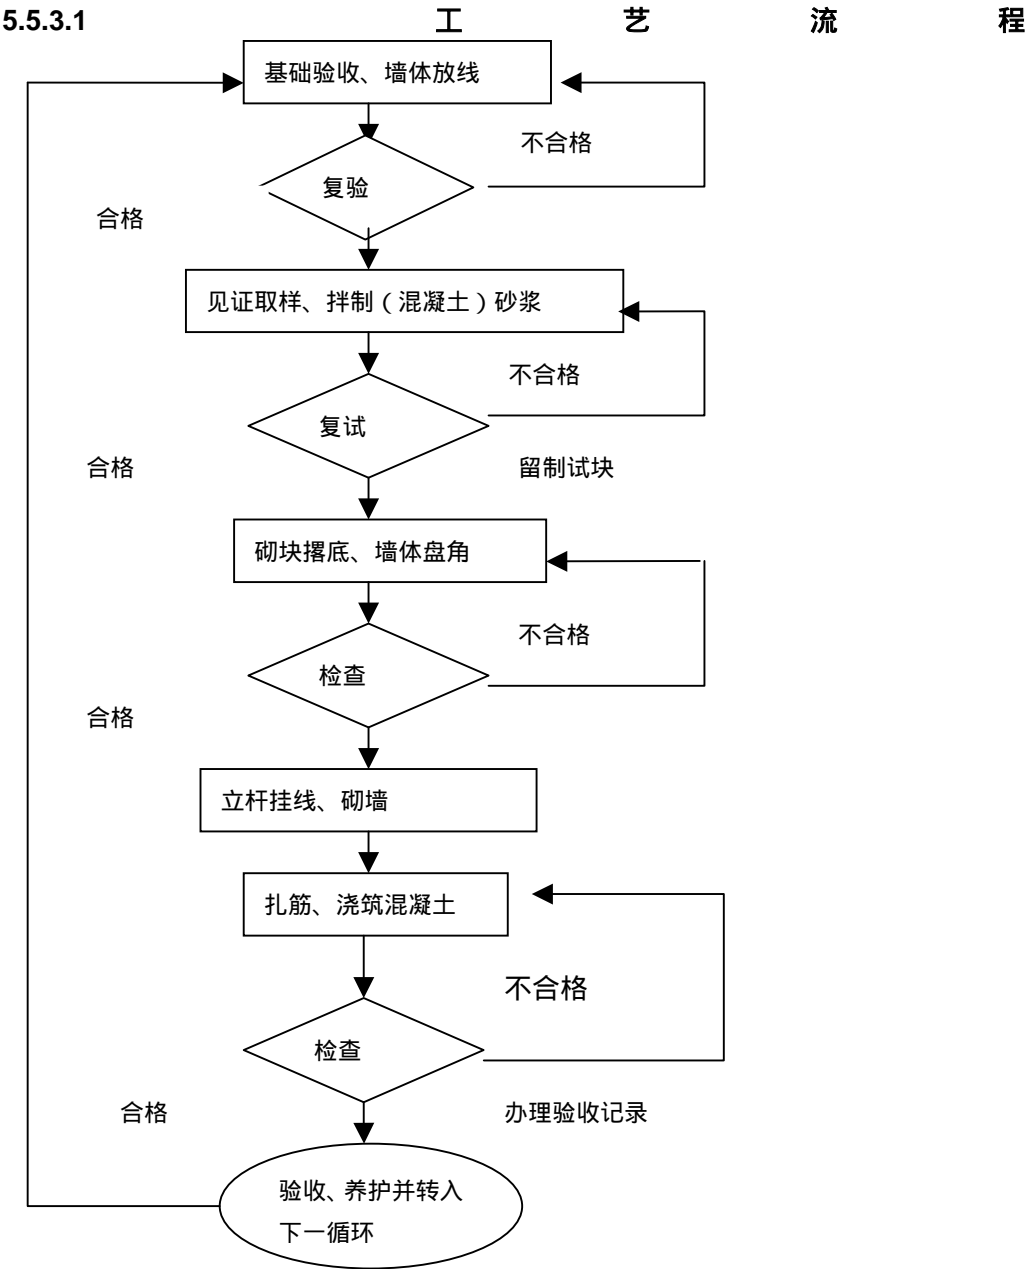 5.5.3.1 工艺流程
基础验收、墙体放线
不合格
复验
合格
见证取样、拌制（混凝土）砂浆
不合格
复试
合格
留制试块
砌块撂底、墙体盘角
不合格
检查
合格
立杆挂线、砌墙
扎筋、浇筑混凝土
不合格
检查
合格
办理验收记录
验收、养护并转入
下一循环